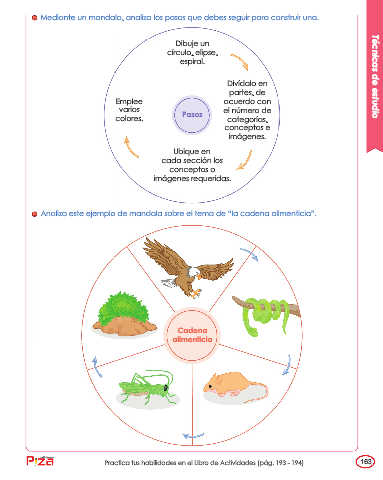 Mediante un mandala, analiza los pasos que debes seguir para construir una.
Dibuje un
círculo, elipse,
espiral.
Divídalo en
partes, de
acuerdo con
el número de
categorías,
conceptos e
imágenes.
Ubique en
cada sección los
conceptos o
imágenes requeridas.
Emplee
varios
colores.
Pasos
Técnicas de estudio
Analiza este ejemplo de mandala sobre el tema de "la cadena alimenticia".
Cadena
alimenticia
Practica tus habilidades en el Libro de Actividades (pág. 193 - 194)
163